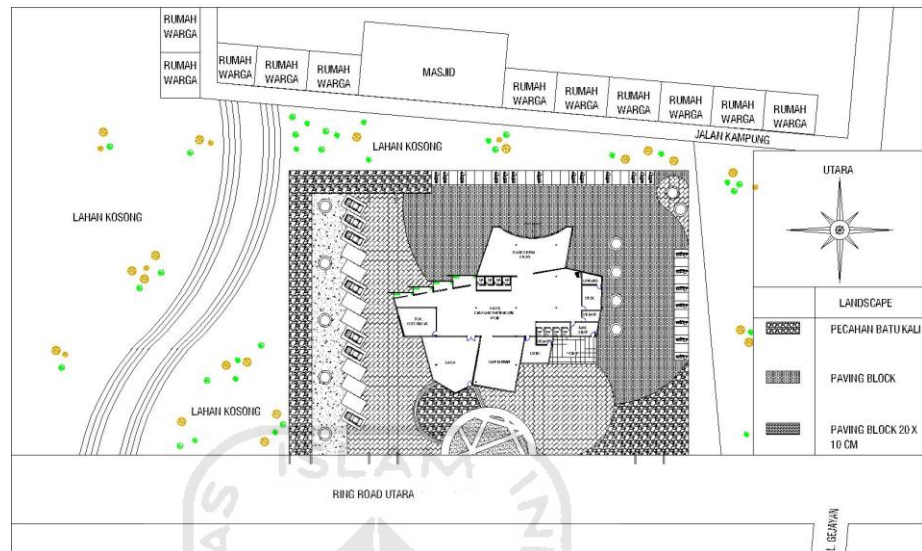 RUMAH
WARGA
RUMAH
WARGA
RUMAH
WARGA
RUMAH
WARGA
RUMAH
WARGA
MASJID
RUMAH
WARGA
RUMAH
WARGA
RUMAH
WARGA
RUMAH
WARGA
RUMAH
WARGA
RUMAH
WARGA
JALAN KAMPUNG
LAHAN KOSONG
UTARA
LAHAN KOSONG
LANDSCAPE
PECAHAN BATU KALI
PAVING BLOCK
LAHAN KOSONG
PAVING BLOCK 20 X
10 CM
ISLAM
RING ROAD UTARA
GEJAYAN